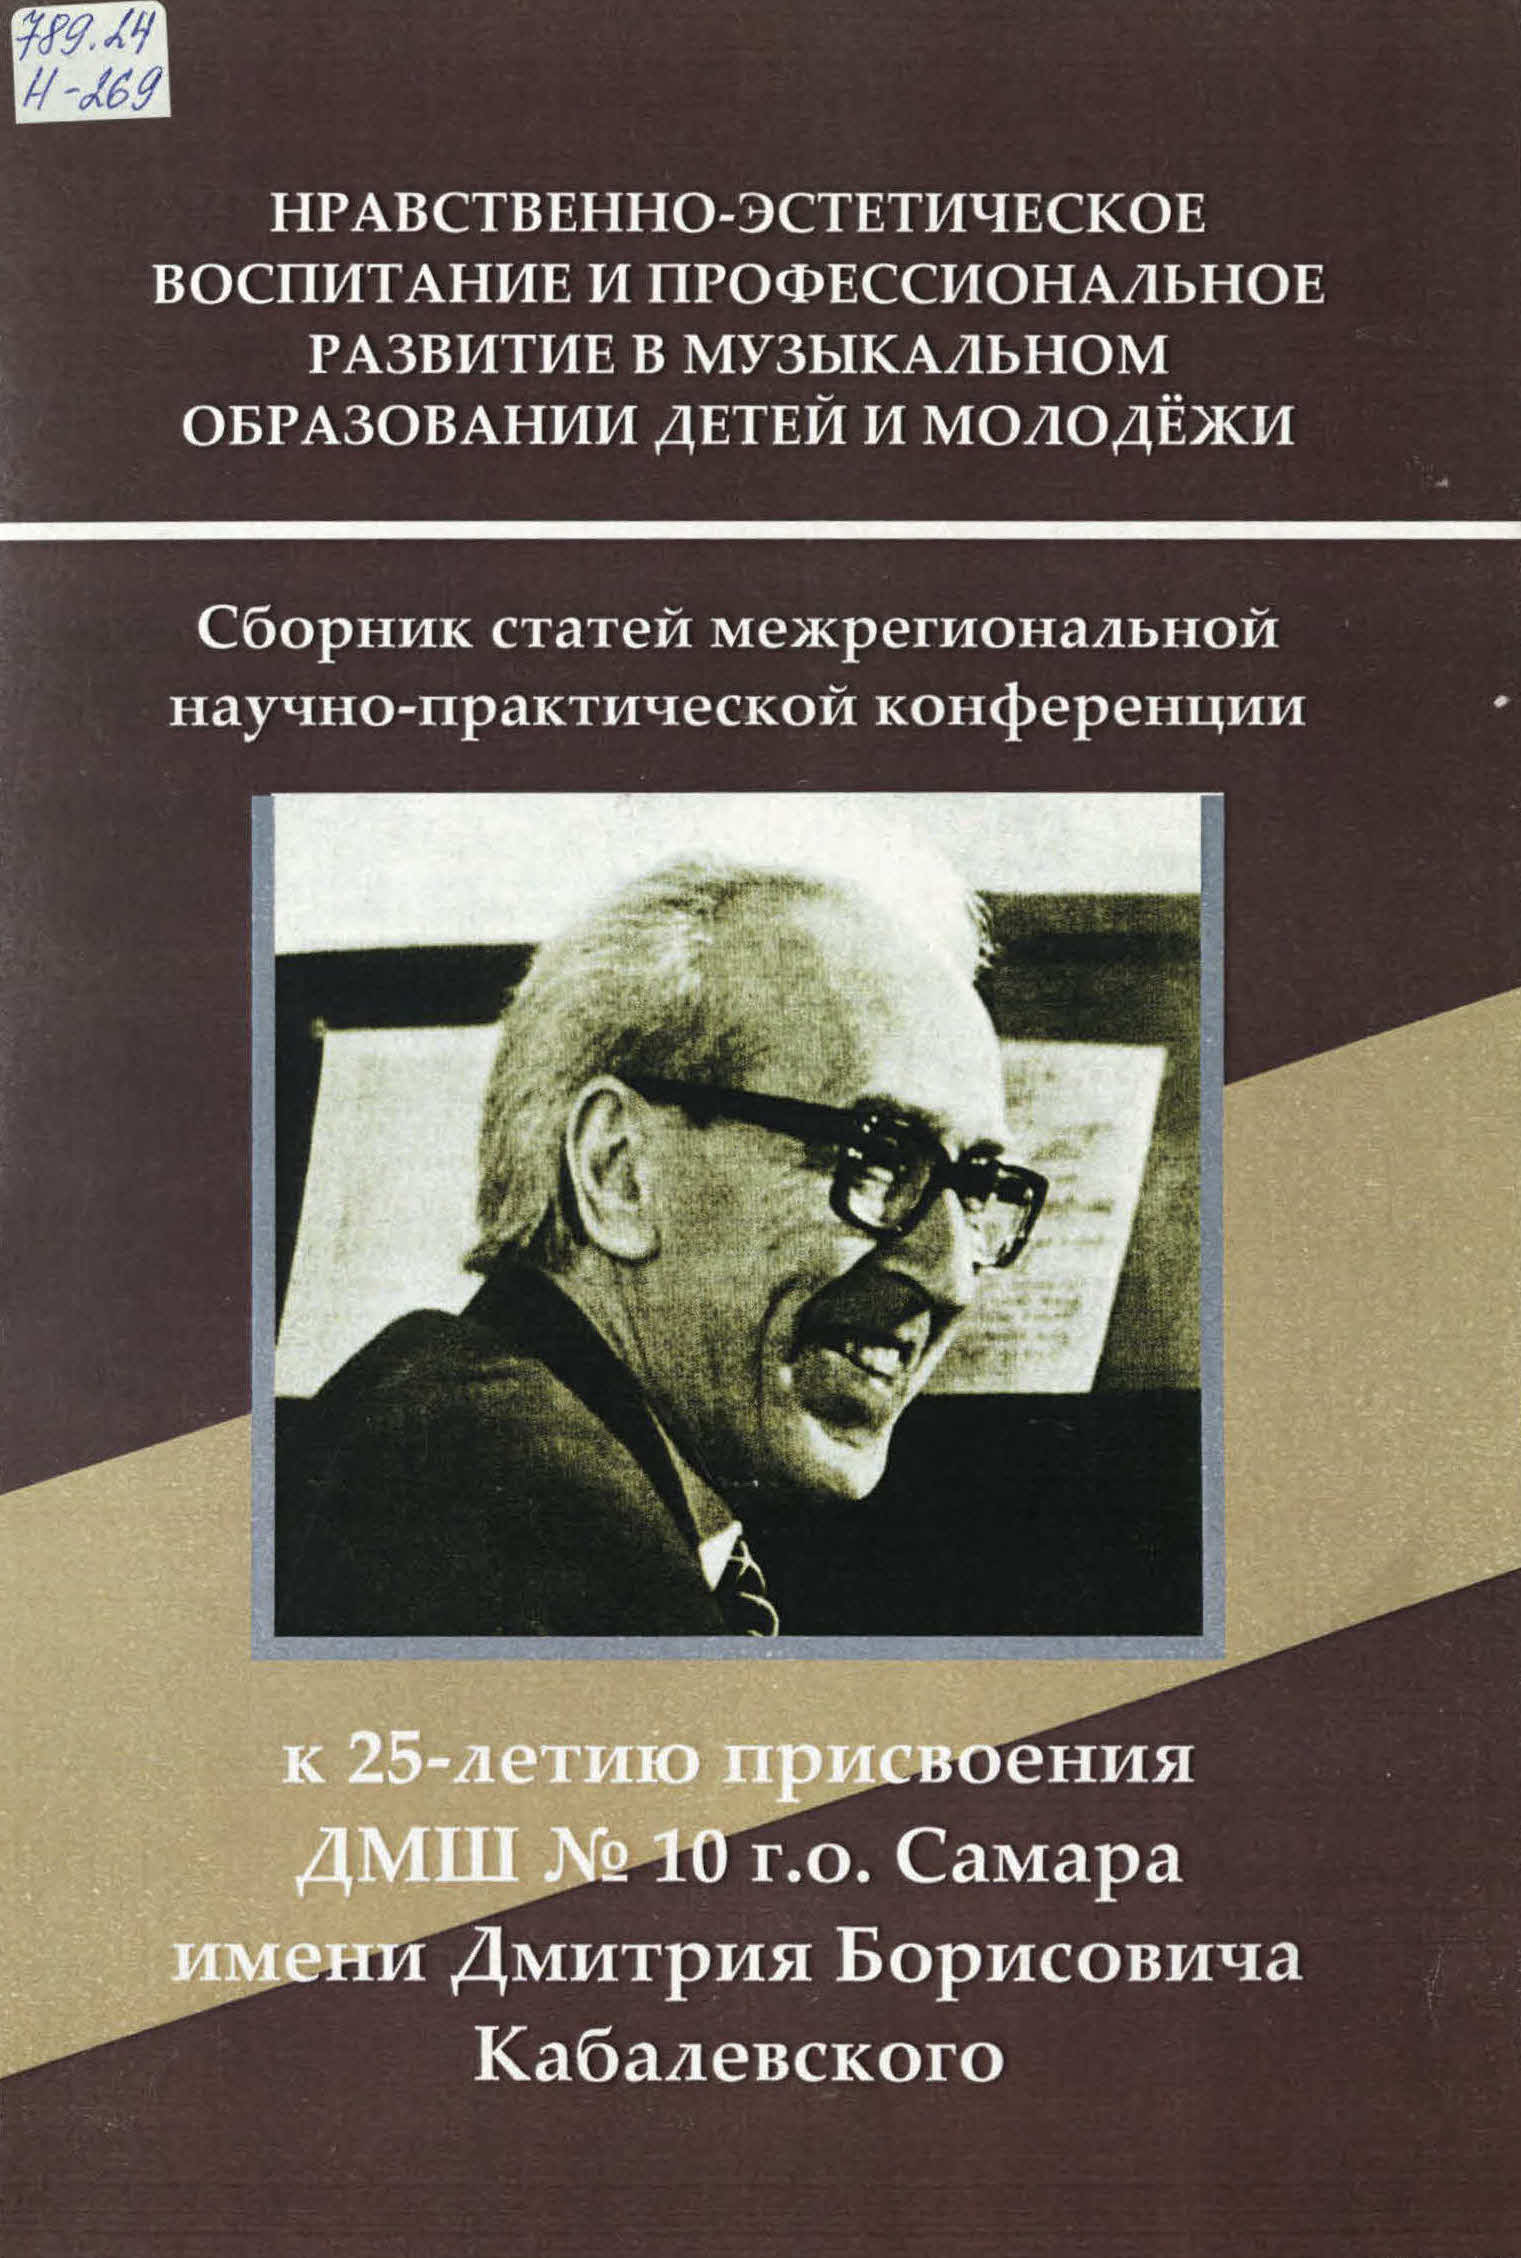 789.24
Н-269
НРАВСТВЕННО-ЭСТЕТИЧЕСКОЕ
ВОСПИТАНИЕ И ПРОФЕССИОНАЛЬНОЕ
РАЗВИТИЕ В МУЗЫКАЛЬНОМ
ОБРАЗОВАНИИ ДЕТЕЙ И МОЛОДЁЖИ
Сборник статей межрегиональной
научно-практической конференции
к 25-летию присвоения
ДМШ № 10 г.о. Самара
имени Дмитрия Борисовича
Кабалевского